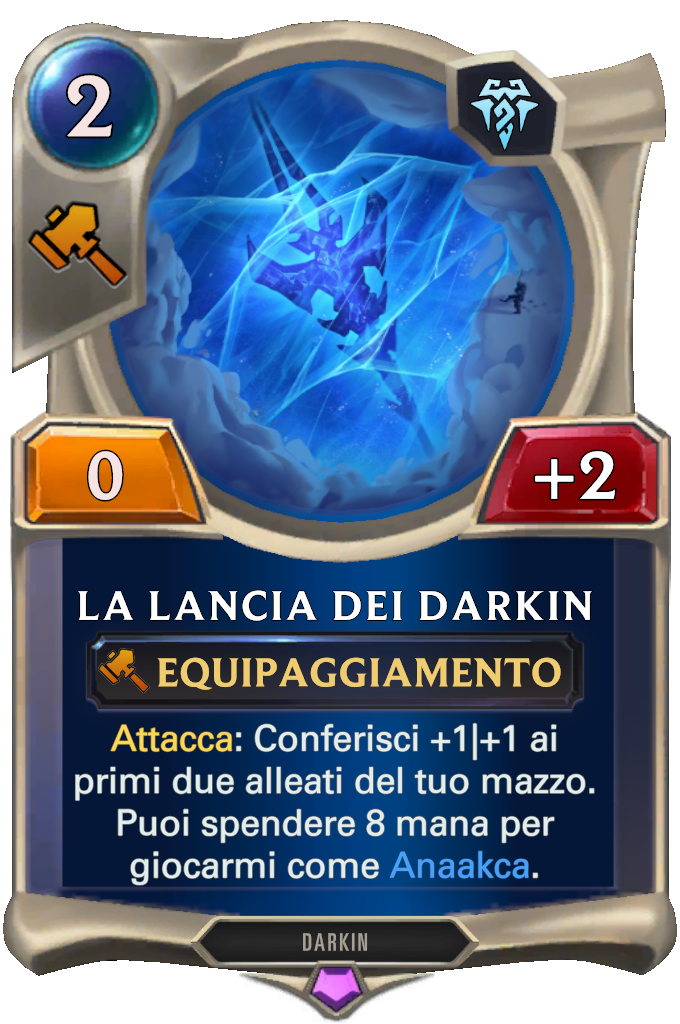 2
0
+2
LA LANCIA DEI DARKIN
EQUIPAGGIAMENTO
Attacca: Conferisci +1|+1 ai
primi due alleati del tuo mazzo.
Puoi spendere 8 mana per
giocarmi come Anaakca.
DARKIN